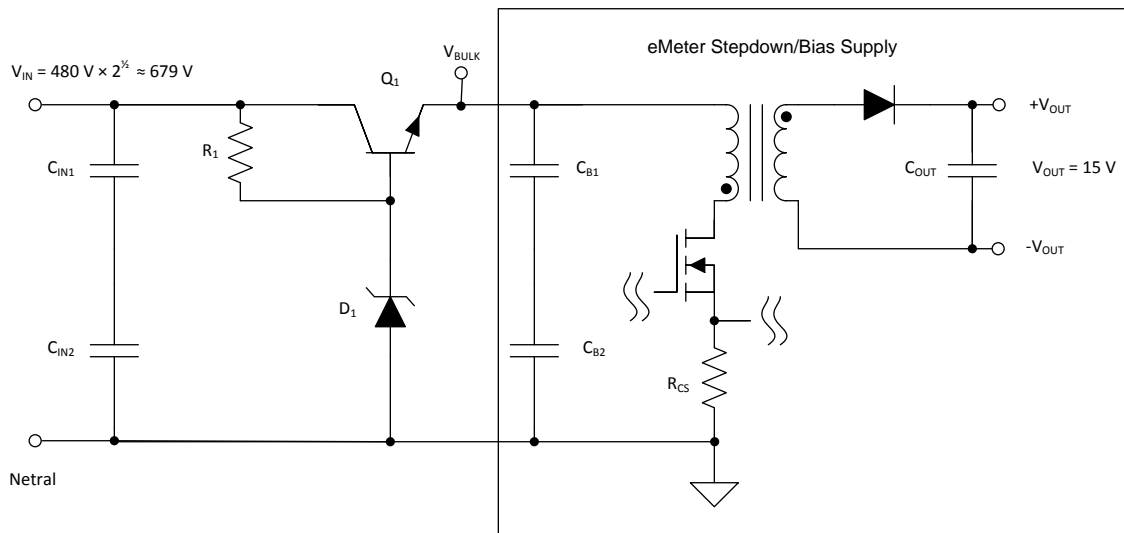 eMeter Stepdown/Bias Supply
V_BULK
V_IN = 480 V × 2^½ ≈ 679 V
Q_1
+V_OUT
R_1
C_IN1
C_B1
C_OUT
V_OUT = 15 V
-V_OUT
D_1
C_IN2
C_B2
R_CS
Netral